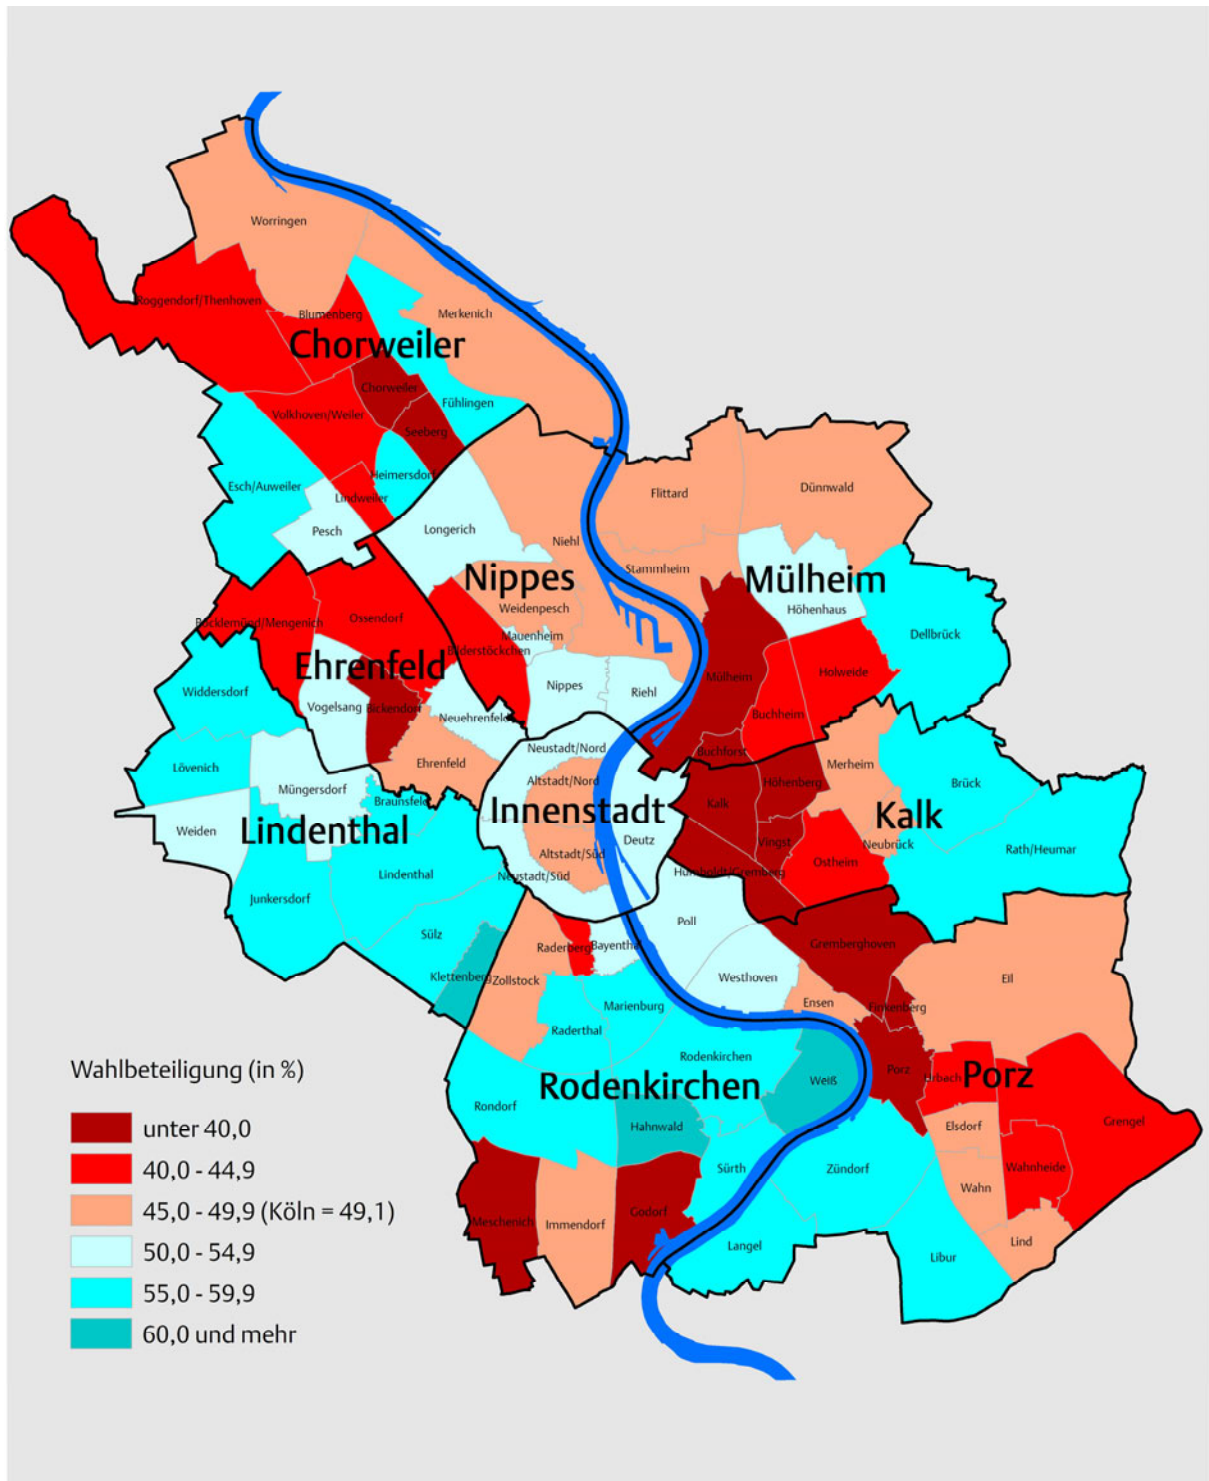 Worringen
Roggendorf/Thenhoven
Blumenberg
Merkenich
Chorweiler
Chorweiler
Fühlingen
Volkhoven/Weiler
Seeberg
Heimersdorf
Esch/Auweiler
Lindweiler
Pesch
Longerich
Flittard
Dünnwald
Niehl
Stammheim
Nippes
Mülheim
Weidenpesch
Höhenhaus
Böcklemünd/Mengenich
Ossendorf
Mauenheim
Bilderstöckchen
Dellbrück
Ehrenfeld
Widdersdorf
Nippes
Riehl
Mülheim
Holweide
Vogelsang
Bickendorf
Neuehrenfeld
Buchheim
Neustadt/Nord
Buchforst
Lövenich
Ehrenfeld
Merheim
Altstadt/Nord
Höhenberg
Brück
Müngersdorf
Braunsfeld
Innenstadt
Kalk
Kalk
Weiden
Lindenthal
Deutz
Vingst
Neubrück
Rath/Heumar
Altstadt/Süd
Ostheim
Lindenthal
Neustadt/Süd
Humboldt/Gremberg
Junkersdorf
Sülz
Poll
Raderberg
Bayenthal
Gremberghoven
Klettenberg
Zollstock
Westhoven
Eil
Marienburg
Ensen
Finkenberg
Raderthal
Rodenkirchen
Wahlbeteiligung (in %)
Rodenkirchen
Weiß
Porz
Urbach
Porz
Rondorf
Hahnwald
Elsdorf
Grengel
unter 40,0
40,0 - 44,9
Sürth
Zündorf
Wahnheide
Wahn
45,0 - 49,9 (Köln = 49,1)
Meschenich
Immendorf
Godorf
Langel
Lind
Libur
50,0 - 54,9
55,0 - 59,9
60,0 und mehr